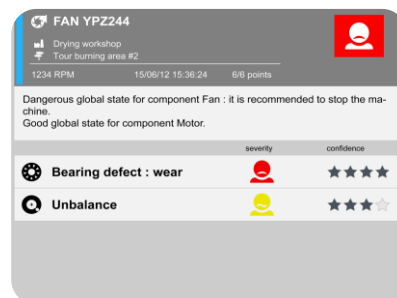 FAN YPZ244
Drying workshop
Tour burning area #2
1234 RPM 15/06/12 15:36:24 6/6 points
Dangerous global state for component Fan : it is recommended to stop the ma-
chine.
Good global state for component Motor.
severity confidence
Bearing defect : wear
Unbalance